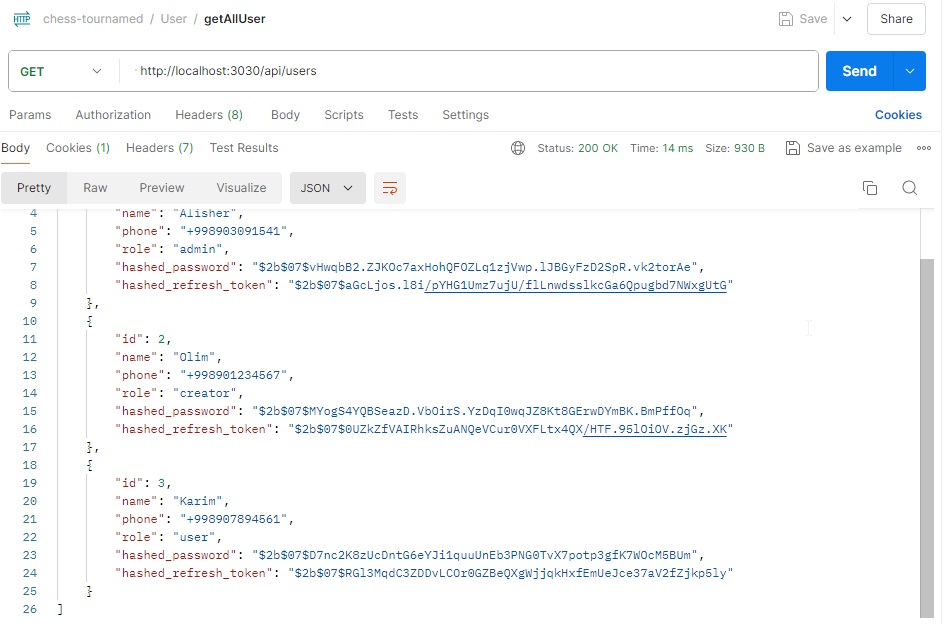 HTTP chess-tournamed / User / getAllUser Save Share
GET http://localhost:3030/api/users Send
Params Authorization Headers (8) Body Scripts Tests Settings Cookies
Body Cookies (1) Headers (7) Test Results Status: 200 OK Time: 14 ms Size: 930 B Save as example
Pretty Raw Preview Visualize JSON
4 "name": "Alisher",
5 "phone": "+998903091541",
6 "role": "admin",
7 "hashed_password": "$2b$07$vHwqbB2.ZJKOc7axHohQFOZLq1zjVwp.lJBGyFzD2SpR.vk2torAe",
8 "hashed_refresh_token": "$2b$07$aGcLjos.l8i/pYHG1Umz7ujU/flLnwdsslkcGa6Qpugbd7NWxgUtG"
9 },
10 {
11 "id": 2,
12 "name": "Olim",
13 "phone": "+998901234567",
14 "role": "creator",
15 "hashed_password": "$2b$07$MYogS4YQBSeazD.VbOirS.YzDqI0wqJZ8Kt8GErwDYmBK.BmPffOq",
16 "hashed_refresh_token": "$2b$07$0UZkZfVAIRhksZuANQeVCur0VXFLtx4QX/HTF.95lOiOV.zjGz.XK"
17 },
18 {
19 "id": 3,
20 "name": "Karim",
21 "phone": "+998907894561",
22 "role": "user",
23 "hashed_password": "$2b$07$D7nc2K8zUcDntG6eYJi1quuUnEb3PNG0TvX7potp3gfK7WOcM5BUm",
24 "hashed_refresh_token": "$2b$07$RGl3MqdC3ZDDvLCOr0GZBeQXgWjjqkHxfEmUeJce37aV2fZjkp5ly"
25 }
26 ]